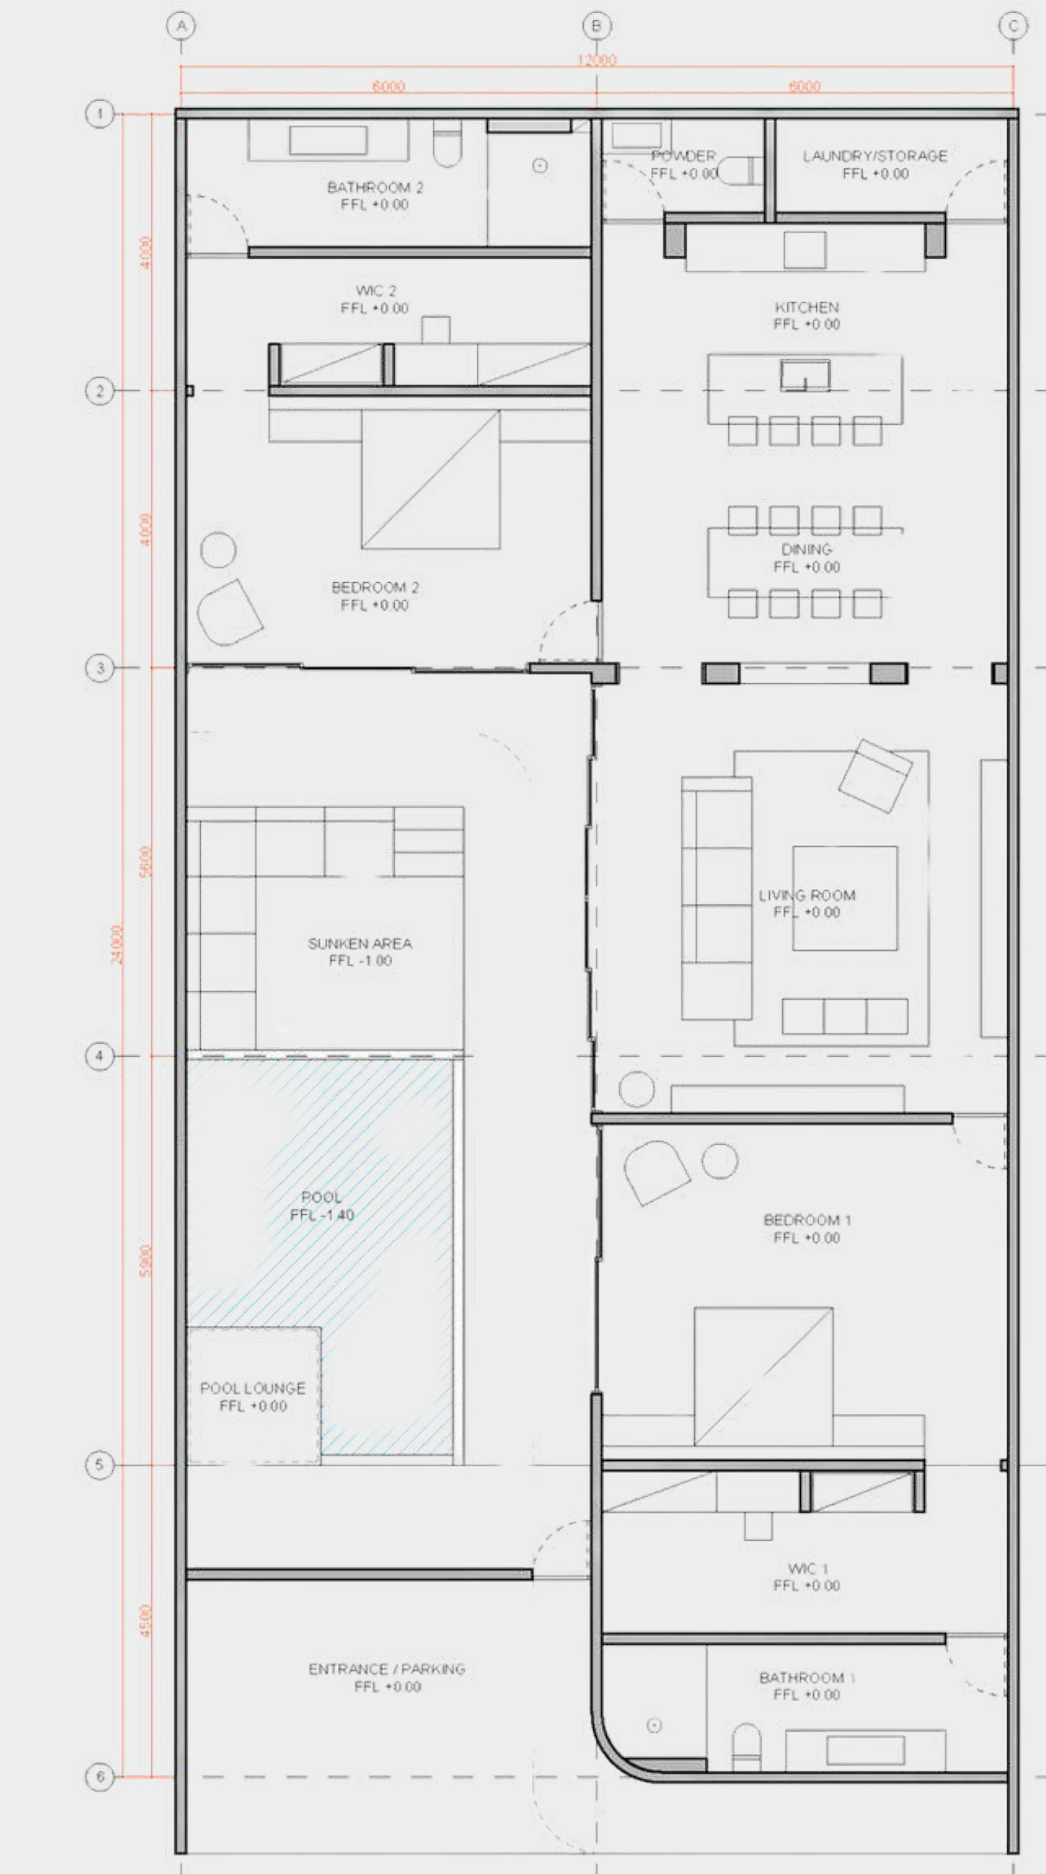 A
B
C
12000
6000
6000
1
POWDER
FFL +0.00
LAUNDRY/STORAGE
FFL +0.00
BATHROOM 2
FFL +0.00
4000
WIC 2
FFL +0.00
KITCHEN
FFL +0.00
2
4000
DINING
FFL +0.00
BEDROOM 2
FFL +0.00
3
5600
LIVING ROOM
FFL +0.00
24000
SUNKEN AREA
FFL -1.00
4
POOL
FFL -1.40
BEDROOM 1
FFL +0.00
5900
POOL LOUNGE
FFL +0.00
5
WIC 1
FFL +0.00
4500
ENTRANCE / PARKING
FFL +0.00
BATHROOM 1
FFL +0.00
6